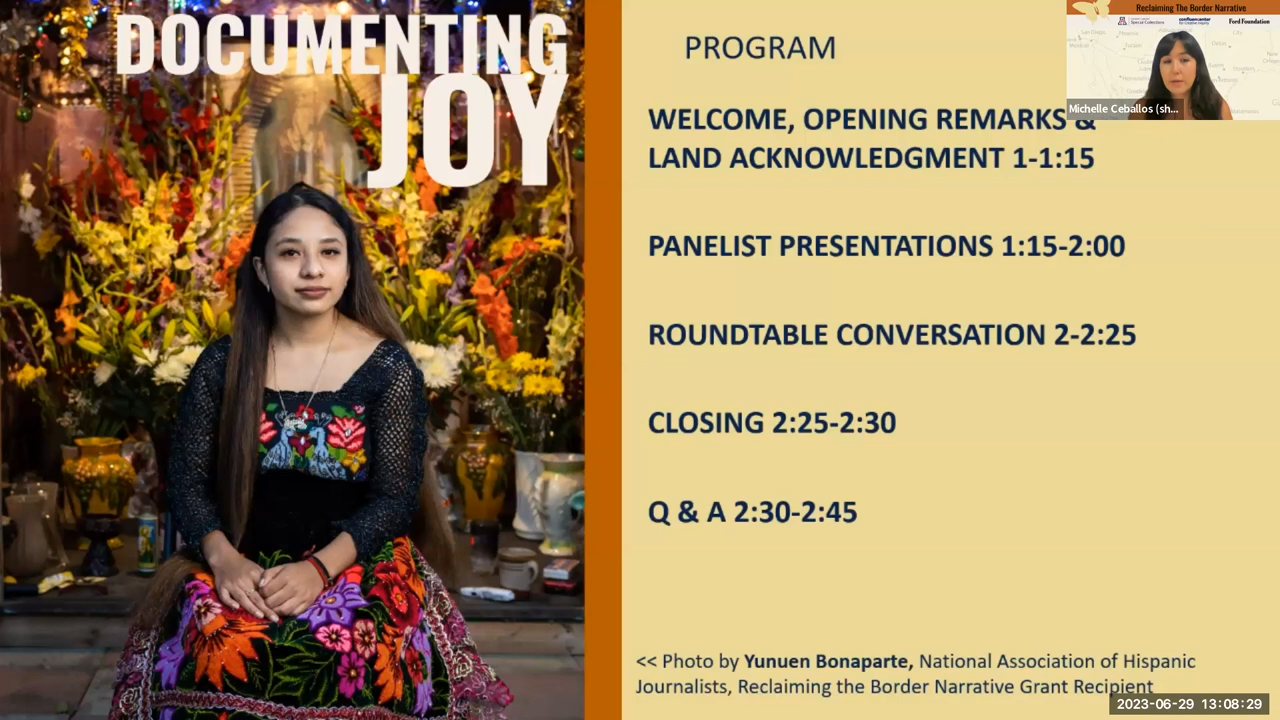 DOCUMENTING
JOY
PROGRAM
WELCOME, OPENING REMARKS &
LAND ACKNOWLEDGMENT 1-1:15
PANELIST PRESENTATIONS 1:15-2:00
ROUNDTABLE CONVERSATION 2-2:25
CLOSING 2:25-2:30
Q & A 2:30-2:45
<< Photo by Yunuen Bonaparte, National Association of Hispanic
Journalists, Reclaiming the Border Narrative Grant Recipient
Reclaiming The Border Narrative
Special Collections
confluencenter
Ford Foundation
Michelle Ceballos (sh...
2023-06-29 13:08:29